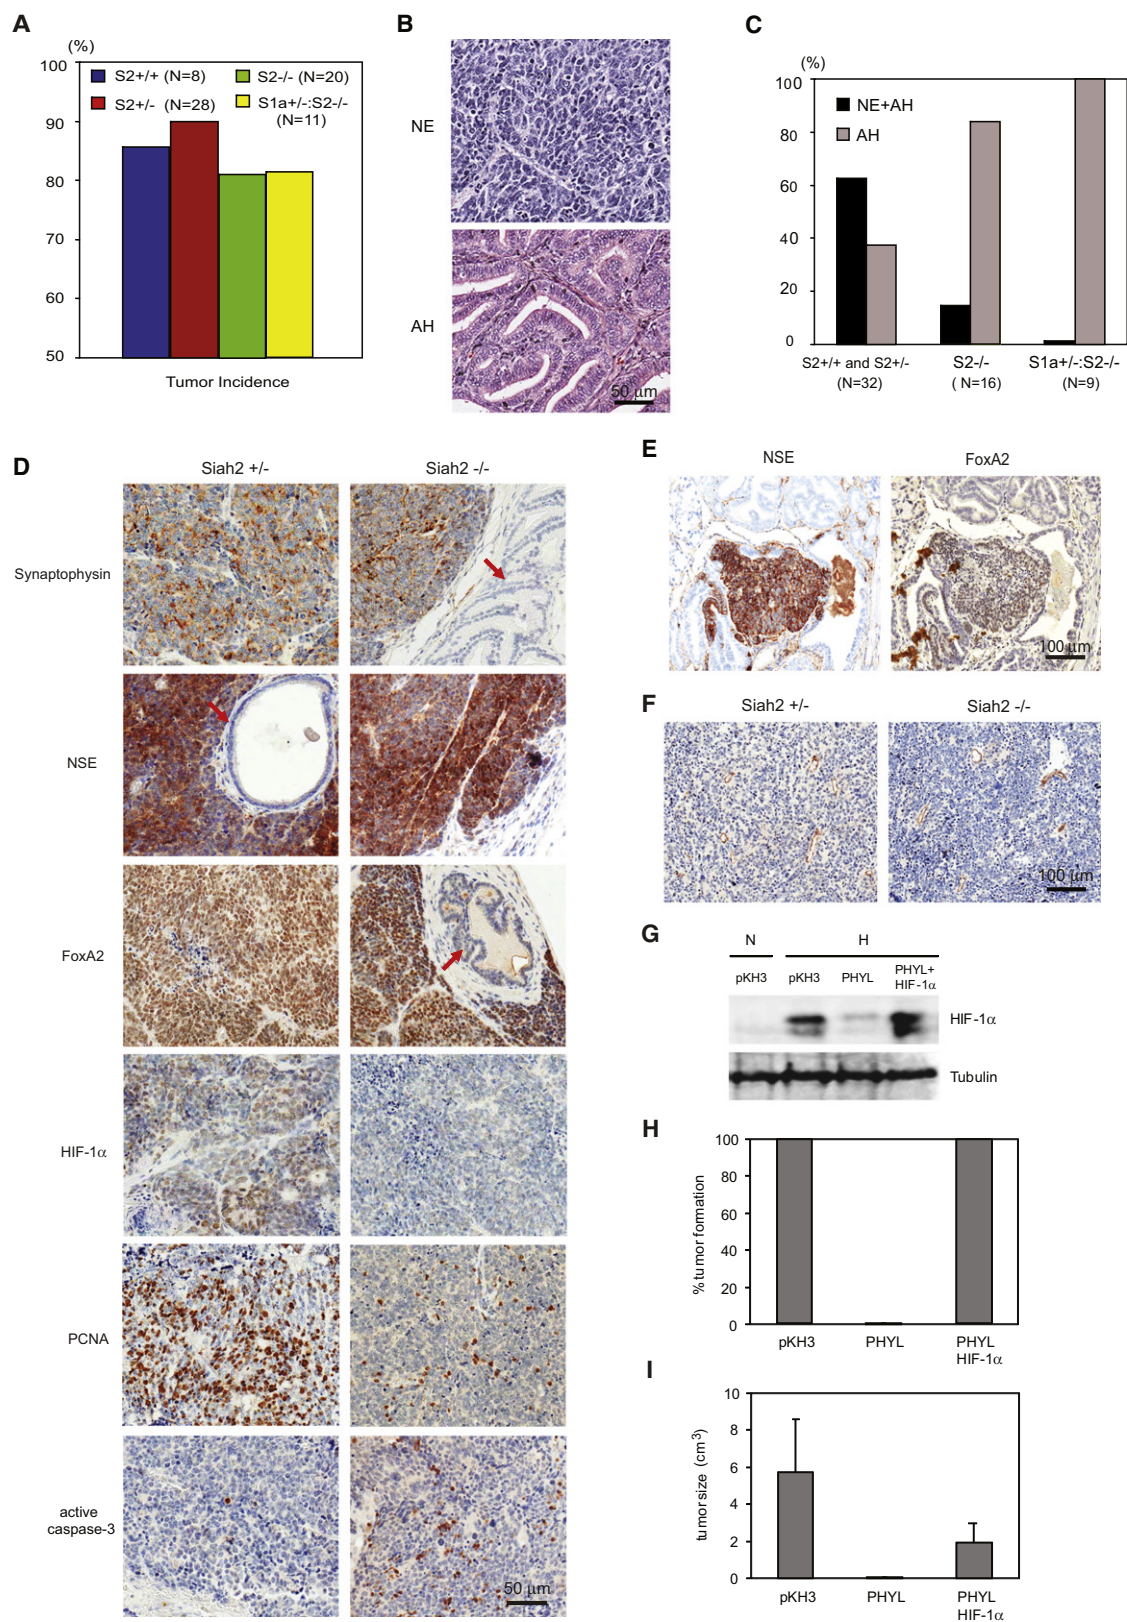 A
(%)
100
90
80
70
60
50
S2+/+ (N=8)
S2+/- (N=28)
S2-/- (N=20)
S1a+/-:S2-/-
(N=11)
Tumor Incidence
B
NE
AH
50 μm
C
(%)
100
80
60
40
20
0
NE+AH
AH
S2+/+ and S2+/-
(N=32)
S2-/-
( N=16)
S1a+/-:S2-/-
(N=9)
D
Siah2 +/-
Siah2 -/-
Synaptophysin
NSE
FoxA2
HIF-1α
PCNA
active
caspase-3
50 μm
E
NSE
FoxA2
100 μm
F
Siah2 +/-
Siah2 -/-
100 μm
G
N
H
pKH3
pKH3
PHYL
PHYL+
HIF-1α
HIF-1α
Tubulin
H
% tumor formation
100
80
60
40
20
0
pKH3
PHYL
PHYL
HIF-1α
I
tumor size (cm³)
10
8
6
4
2
0
pKH3
PHYL
PHYL
HIF-1α